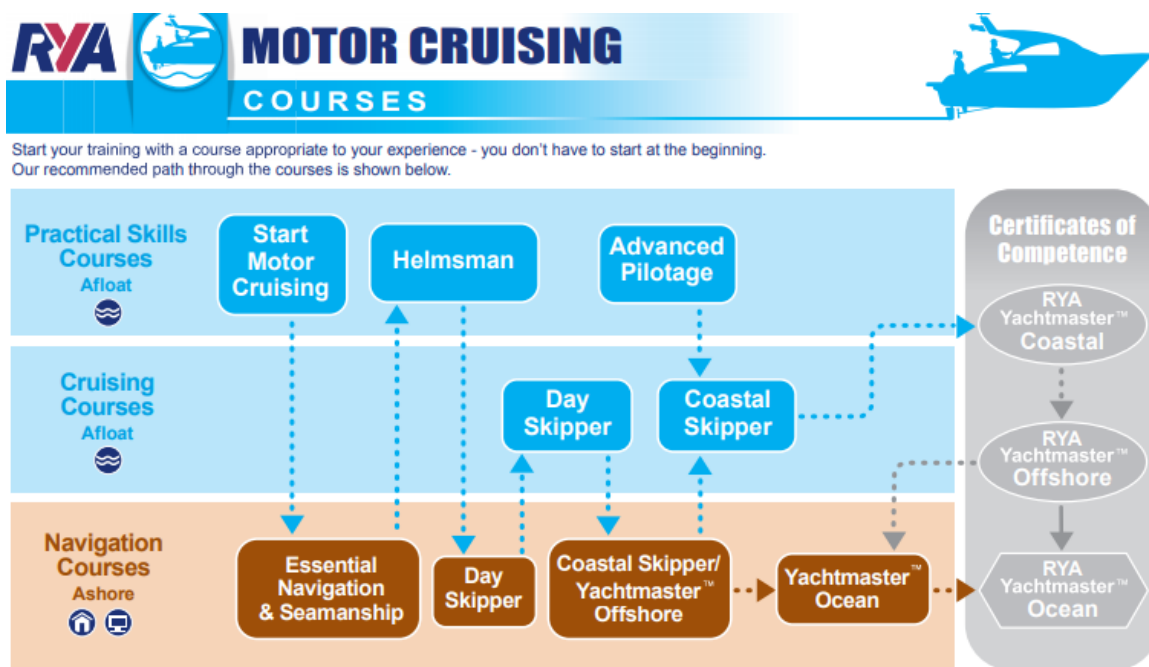 RYA
MOTOR CRUISING
COURSES
Start your training with a course appropriate to your experience - you don't have to start at the beginning.
Our recommended path through the courses is shown below.
Practical Skills
Courses
Afloat
Start
Motor
Cruising
Helmsman
Advanced
Pilotage
Cruising
Courses
Afloat
Day
Skipper
Coastal
Skipper
Navigation
Courses
Ashore
Essential
Navigation
& Seamanship
Day
Skipper
Coastal Skipper/
Yachtmaster™
Offshore
Yachtmaster™
Ocean
Certificates of
Competence
RYA
Yachtmaster™
Coastal
RYA
Yachtmaster™
Offshore
RYA
Yachtmaster™
Ocean